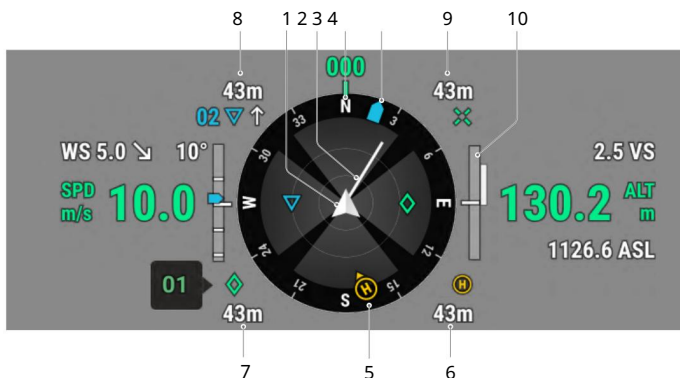 8 1 2 3 4 9 10
000
43m 43m
02
N
33 3
WS 5.0 10° 30 6 2.5 VS
SPD
m/s
10.0
W E
130.2
ALT
m
24 12
1126.6 ASL
01
21 15
S H H
43m 43m
7 5 6